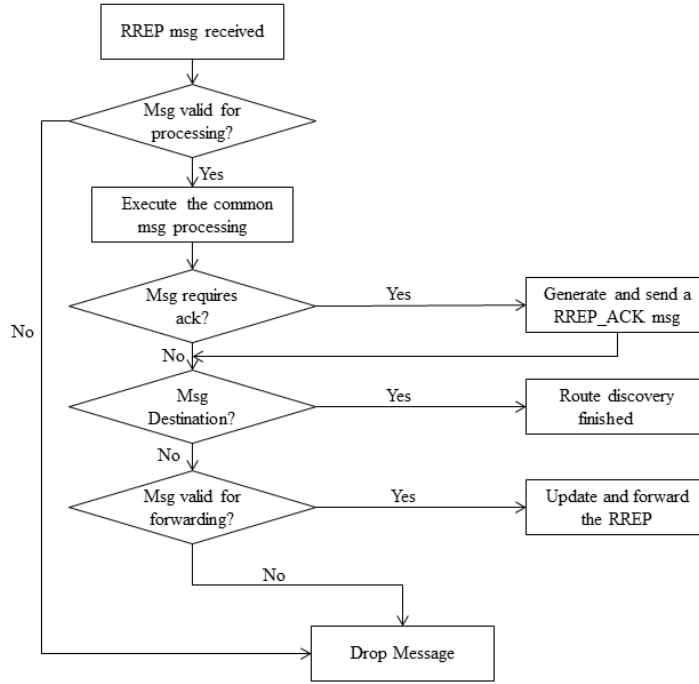 RREP msg received
Msg valid for
processing?
Yes
Execute the common
msg processing
Msg requires
ack?
Yes
Generate and send a
RREP_ACK msg
No
No
Msg
Destination?
Yes
Route discovery
finished
No
Msg valid for
forwarding?
Yes
Update and forward
the RREP
No
Drop Message